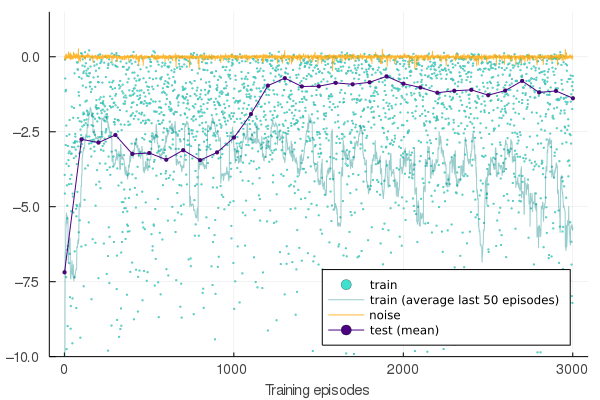 0.0
−2.5
−5.0
−7.5
−10.0
train
train (average last 50 episodes)
noise
test (mean)
0 1000 2000 3000
Training episodes